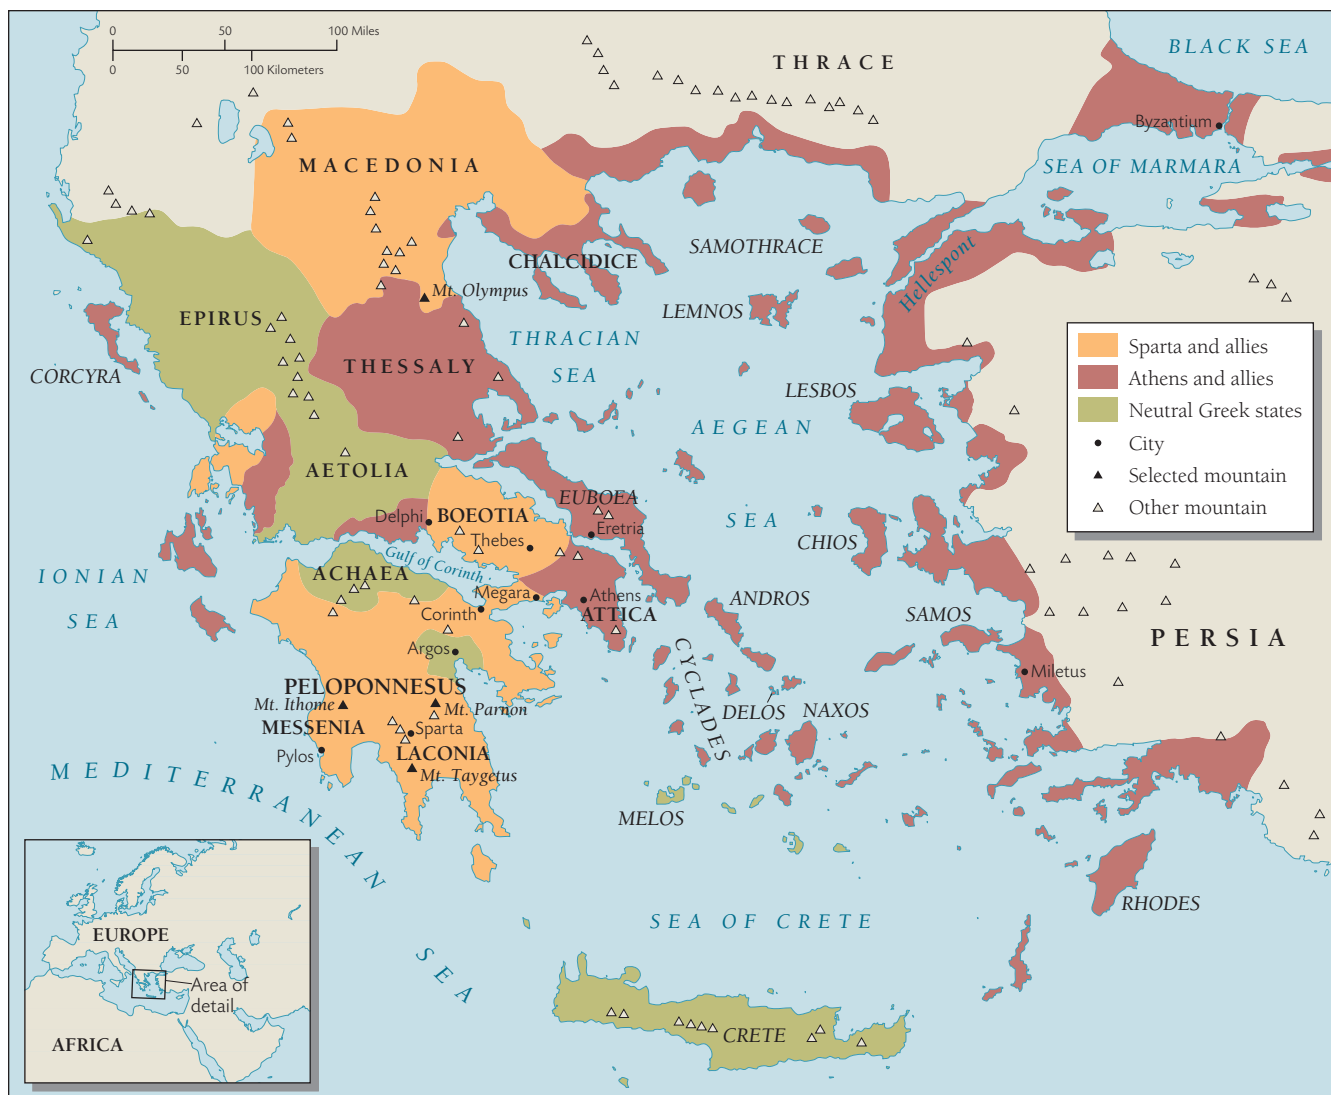 0 50 100 Miles
0 50 100 Kilometers
THRACE
BLACK SEA
Byzantium
SEA OF MARMARA
MACEDONIA
SAMOTHRACE
CHALCIDICE
Hellespont
Mt. Olympus
LEMNOS
EPIRUS
THRACIAN
SEA
THESSALY
CORCYRA
LESBOS
AEGEAN
SEA
Sparta and allies
Athens and allies
Neutral Greek states
City
Selected mountain
Other mountain
AETOLIA
EUBOEA
Delphi
BOEOTIA
Thebes
Eretria
CHIOS
IONIAN
SEA
Gulf of Corinth
ACHAEA
Megara
Athens
ATTICA
Corinth
ANDROS
SAMOS
PERSIA
Argos
Miletus
CYCLADES
PELOPONNESUS
Mt. Ithome
Mt. Parnon
DELOS
NAXOS
MESSENIA
Sparta
Pylos
LACONIA
Mt. Taygetus
MEDITERRANEAN
SEA
MELOS
RHODES
SEA OF CRETE
CRETE
EUROPE
Area of
detail
AFRICA